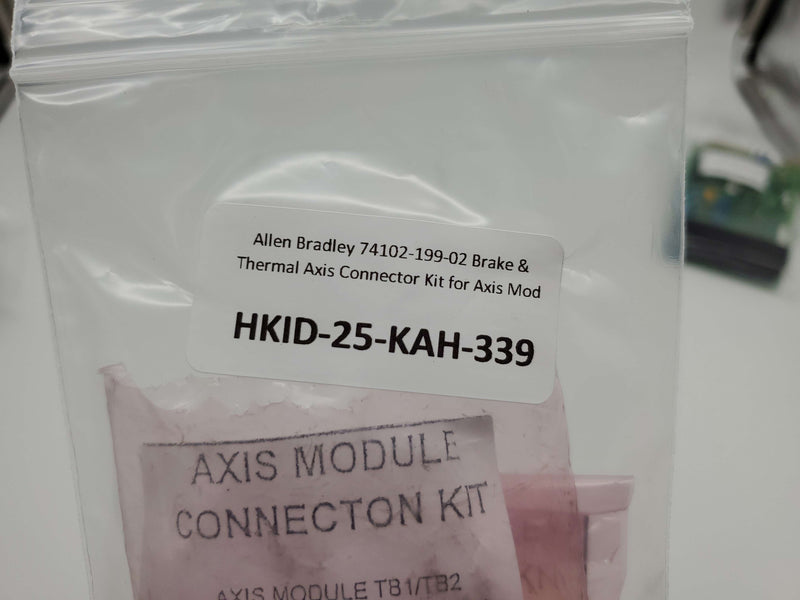 Allen Bradley 74102-199-02 Brake &
Thermal Axis Connector Kit for Axis Mod
HKID-25-KAH-339
AXIS MODULE
CONNECTON KIT
AXIS MODULE TB1/TB2